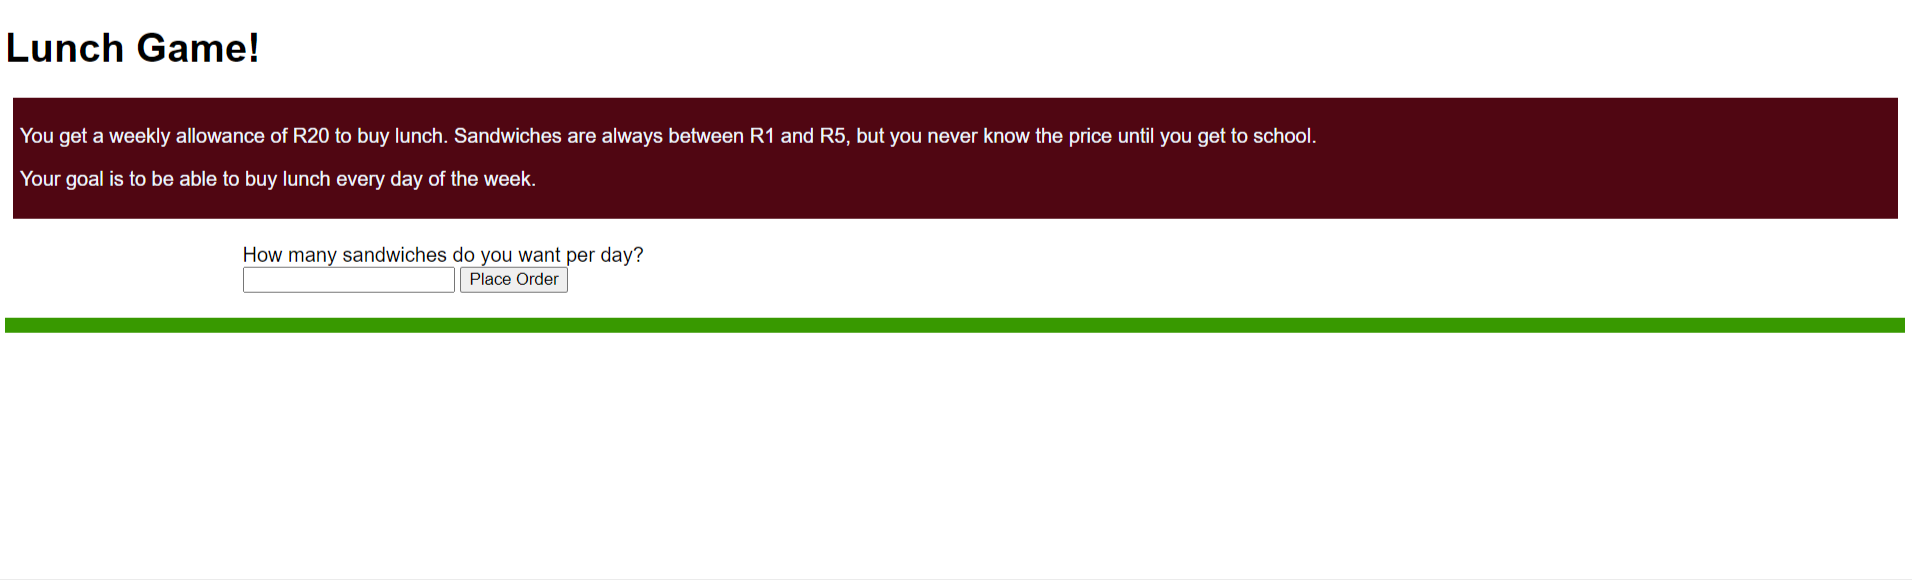 Lunch Game!
You get a weekly allowance of R20 to buy lunch. Sandwiches are always between R1 and R5, but you never know the price until you get to school.
Your goal is to be able to buy lunch every day of the week.
How many sandwiches do you want per day?
Place Order